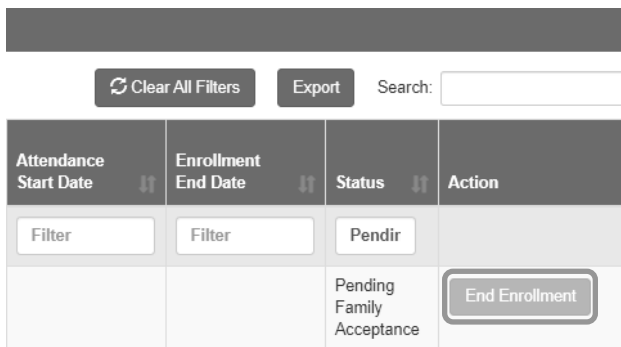 Clear All Filters Export Search:
Attendance Start Date Enrollment End Date Status Action
Filter Filter Pendir
Pending
Family
Acceptance
End Enrollment